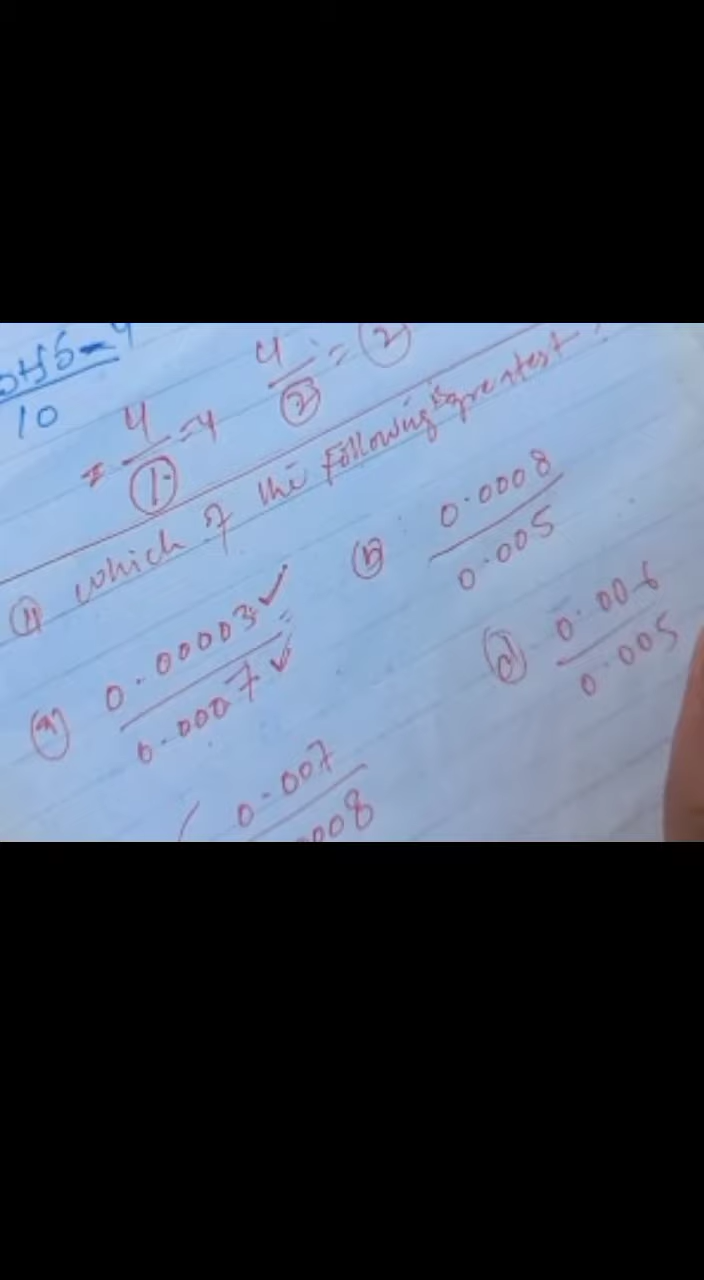 10
= 4/1 = 4 4/2 = 2
which of the following is greatest ?
(a) 0.00003 / 0.0007 (b) 0.0008 / 0.005
0.007 / 008 (d) 0.006 / 0.005